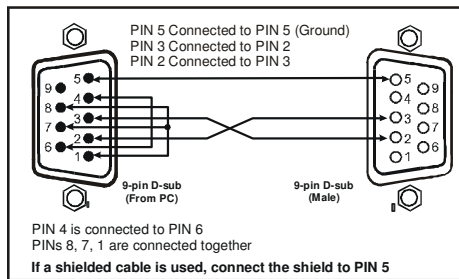 PIN 5 Connected to PIN 5 (Ground)
PIN 3 Connected to PIN 2
PIN 2 Connected to PIN 3
5
9
4
8
3
7
2
6
1
5
9
4
8
3
7
2
6
1
9-pin D-sub
(From PC)
9-pin D-sub
(Male)
PIN 4 is connected to PIN 6
PINs 8, 7, 1 are connected together
If a shielded cable is used, connect the shield to PIN 5